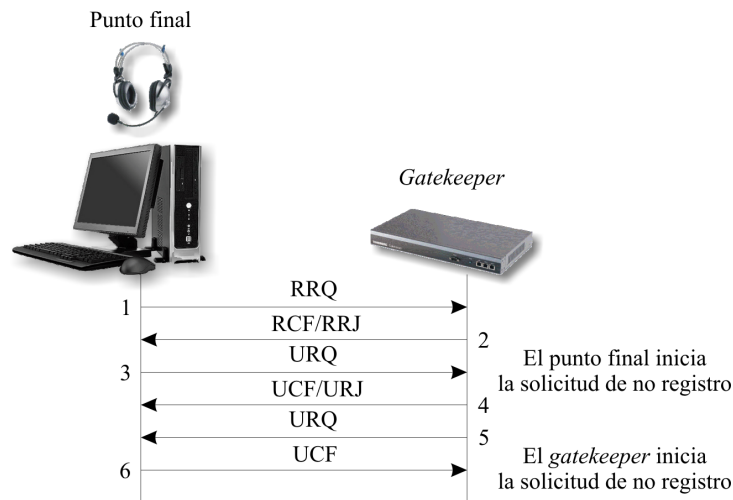 Punto final
Gatekeeper
RRQ
1
RCF/RRJ
2
URQ
3
El punto final inicia
la solicitud de no registro
UCF/URJ
4
URQ
5
UCF
6
El gatekeeper inicia
la solicitud de no registro